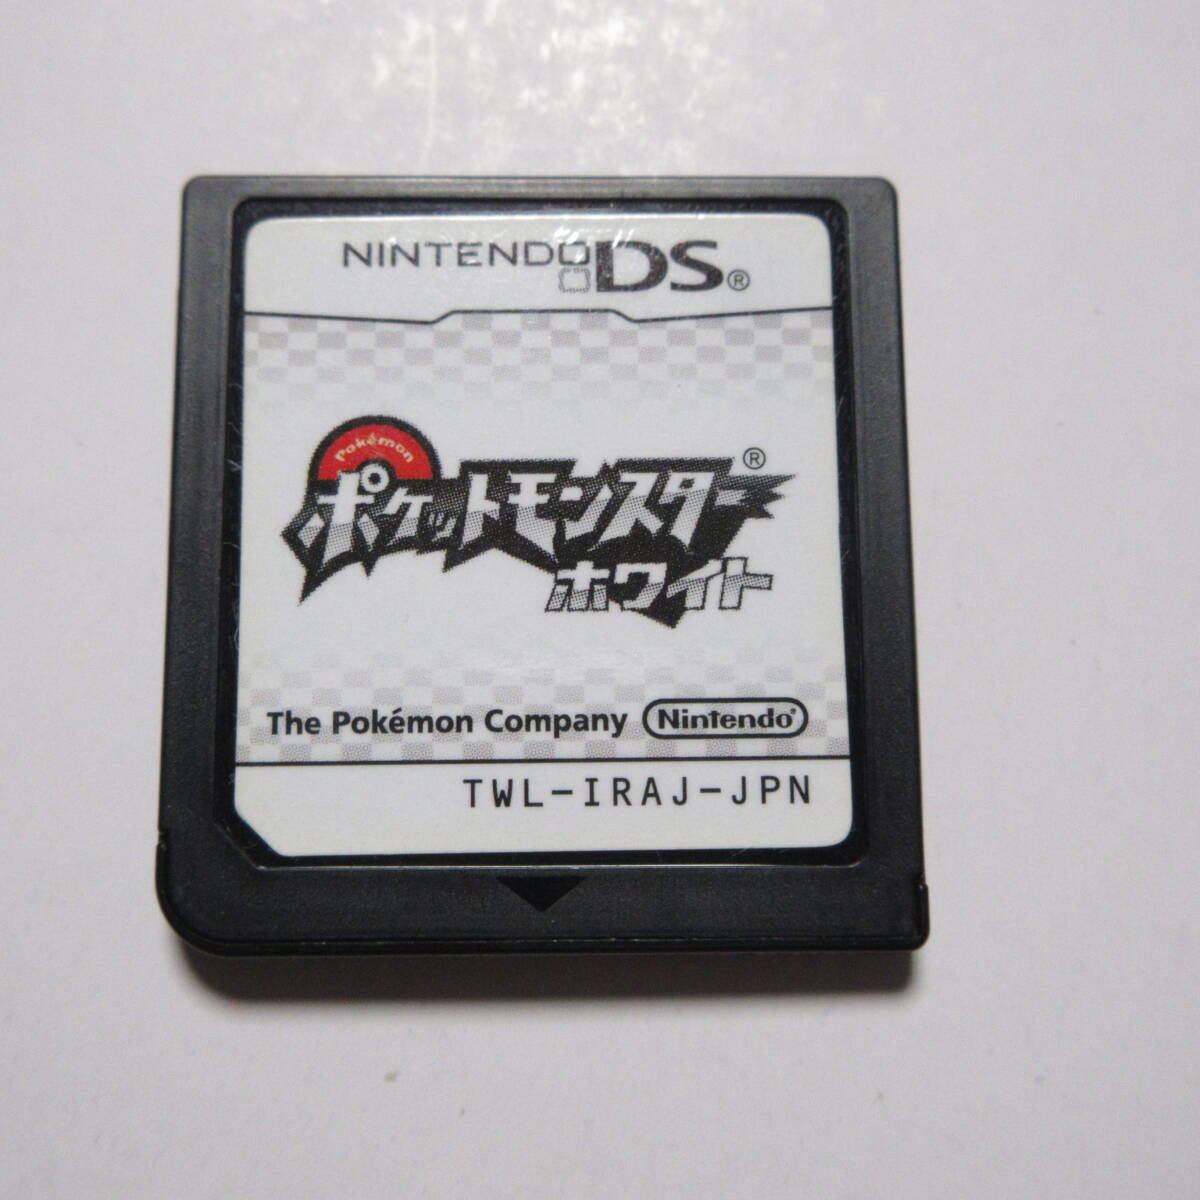 NINTENDO DS®
Pokémon
ポケットモンスター®
ホワイト
The Pokémon Company Nintendo®
TWL-IRAJ-JPN